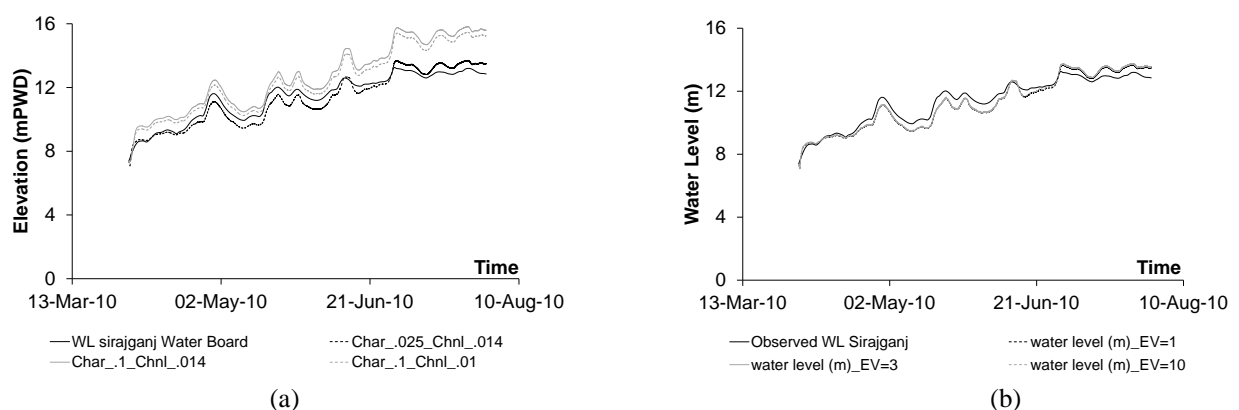 16
12
8
4
0
Elevation (mPWD)
Time
13-Mar-10 02-May-10 21-Jun-10 10-Aug-10
WL sirajganj Water Board Char_.025_Chnl_.014
Char_.1_Chnl_.014 Char_.1_Chnl_.01
(a)
16
12
8
4
0
Water Level (m)
Time
13-Mar-10 02-May-10 21-Jun-10 10-Aug-10
Observed WL Sirajganj water level (m)_EV=1
water level (m)_EV=3 water level (m)_EV=10
(b)